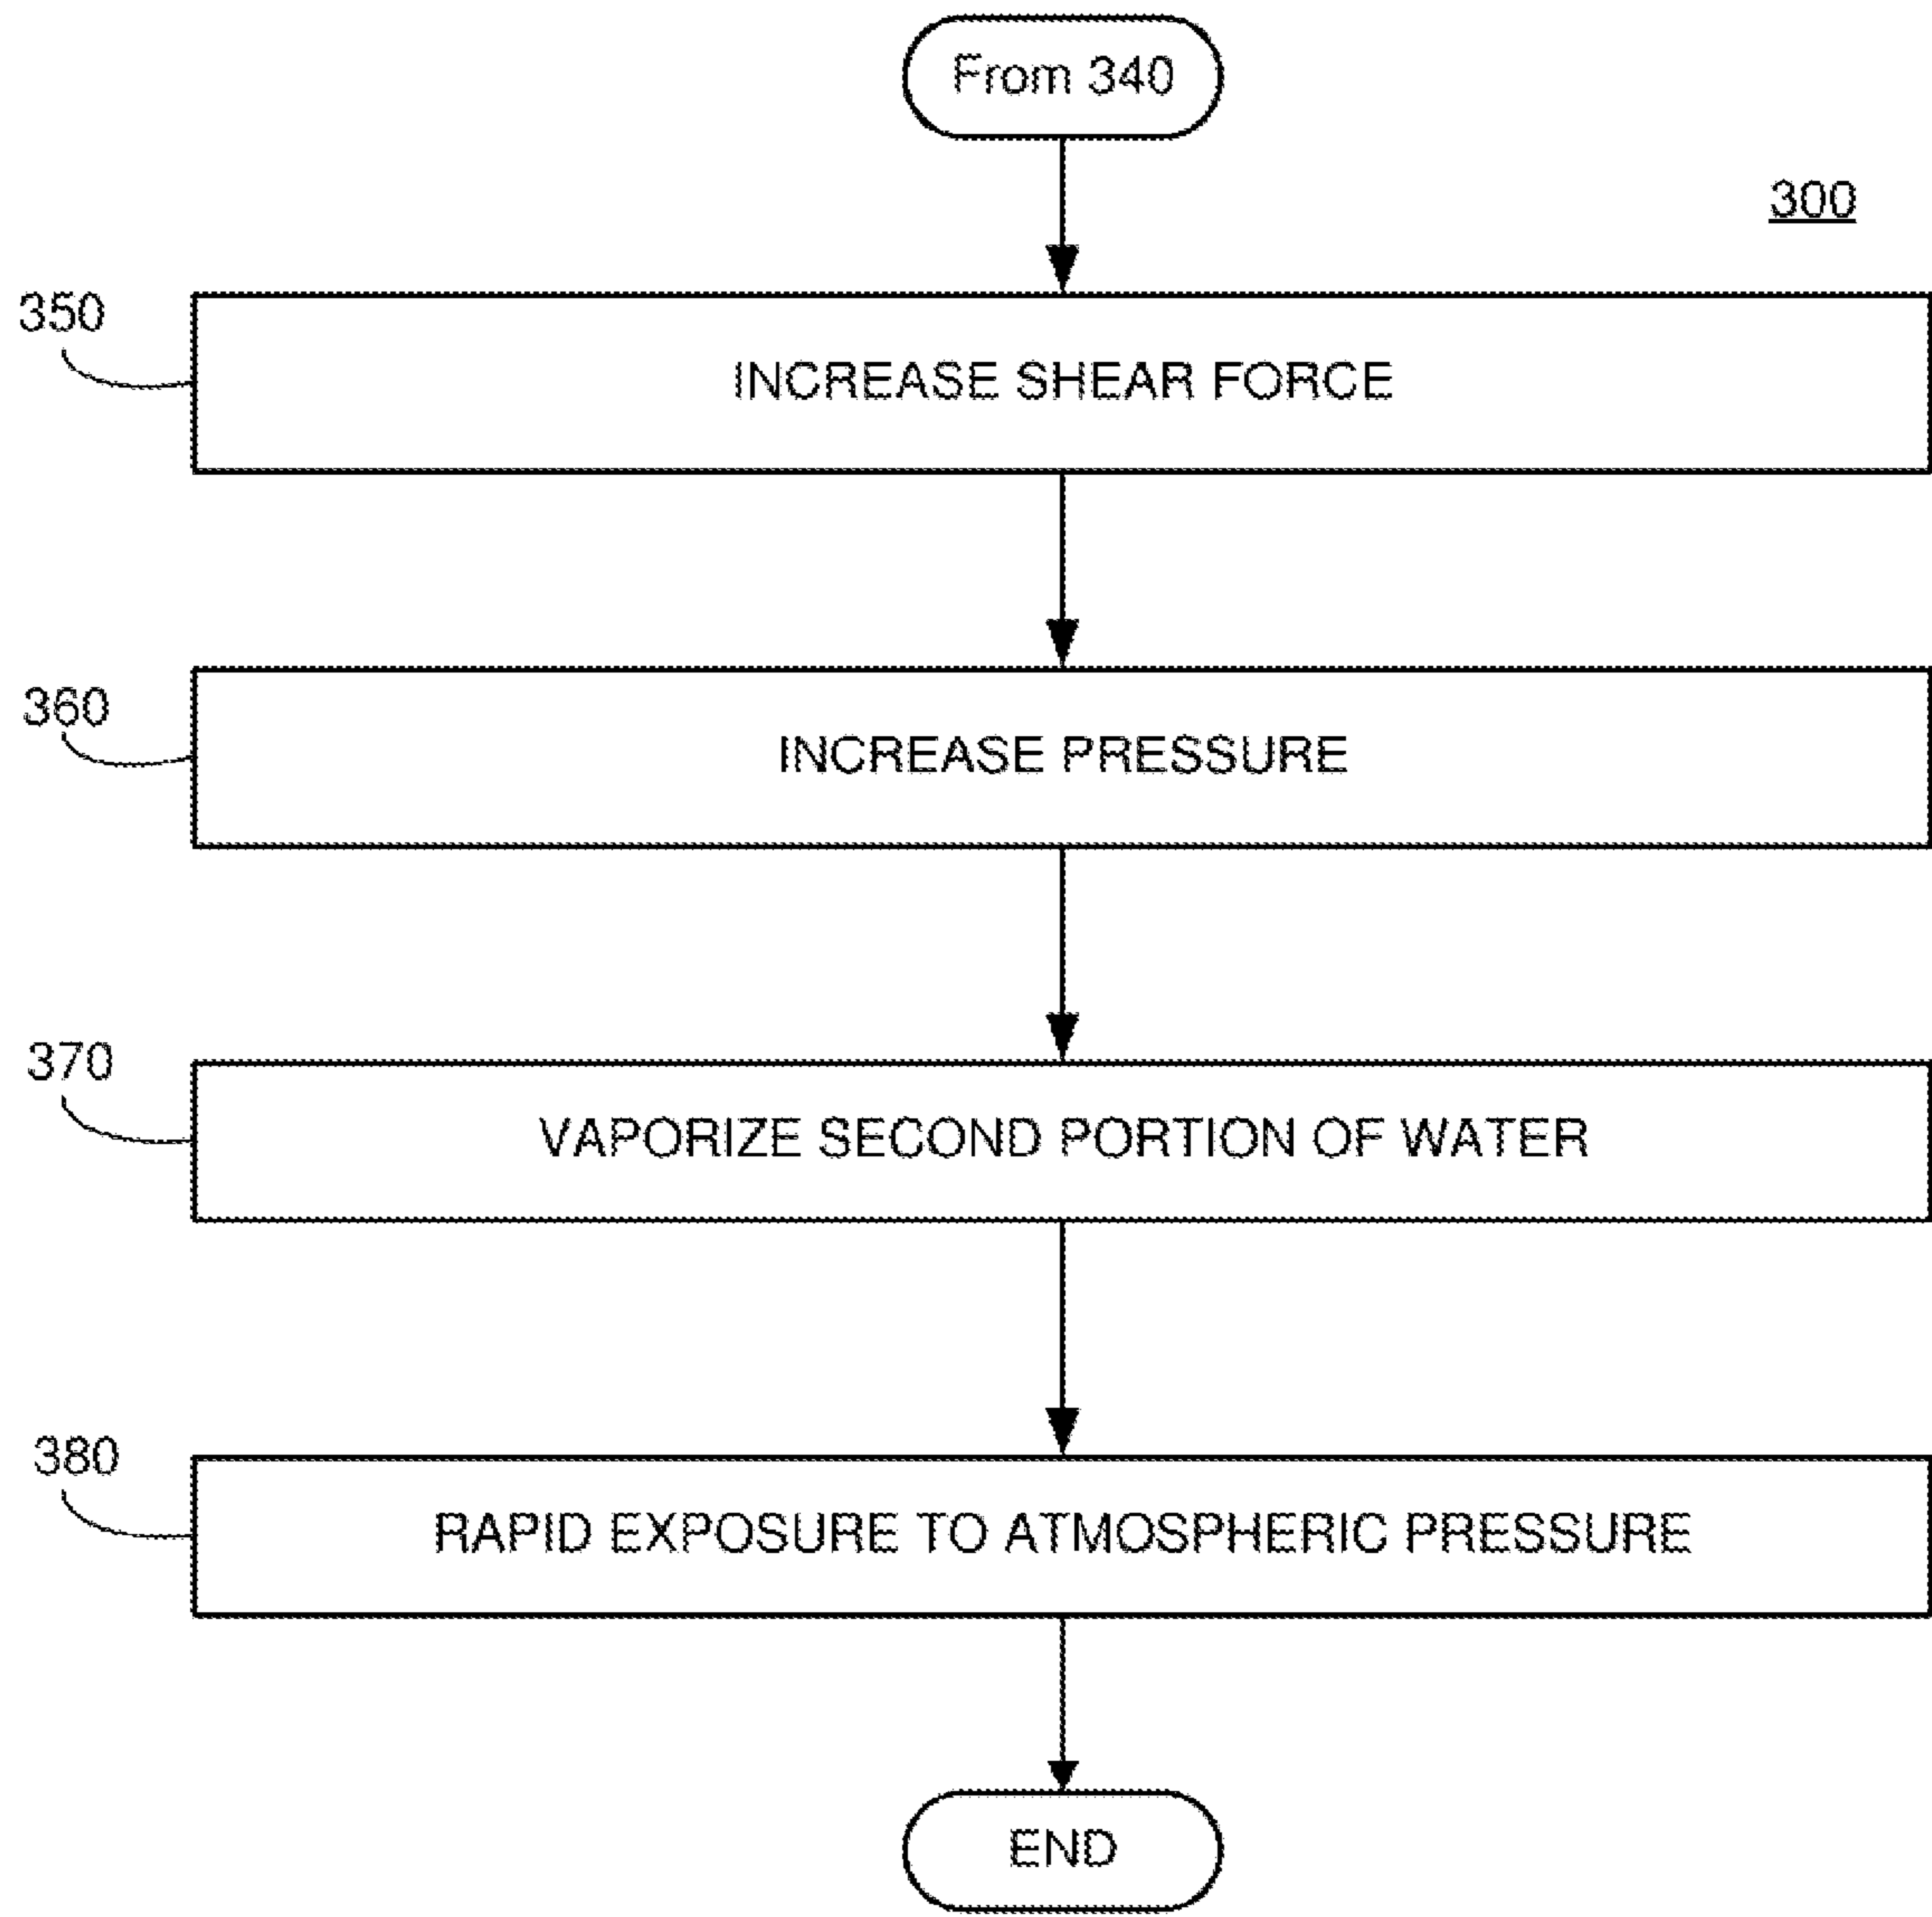 From 340
300
350
INCREASE SHEAR FORCE
360
INCREASE PRESSURE
370
VAPORIZE SECOND PORTION OF WATER
380
RAPID EXPOSURE TO ATMOSPHERIC PRESSURE
END